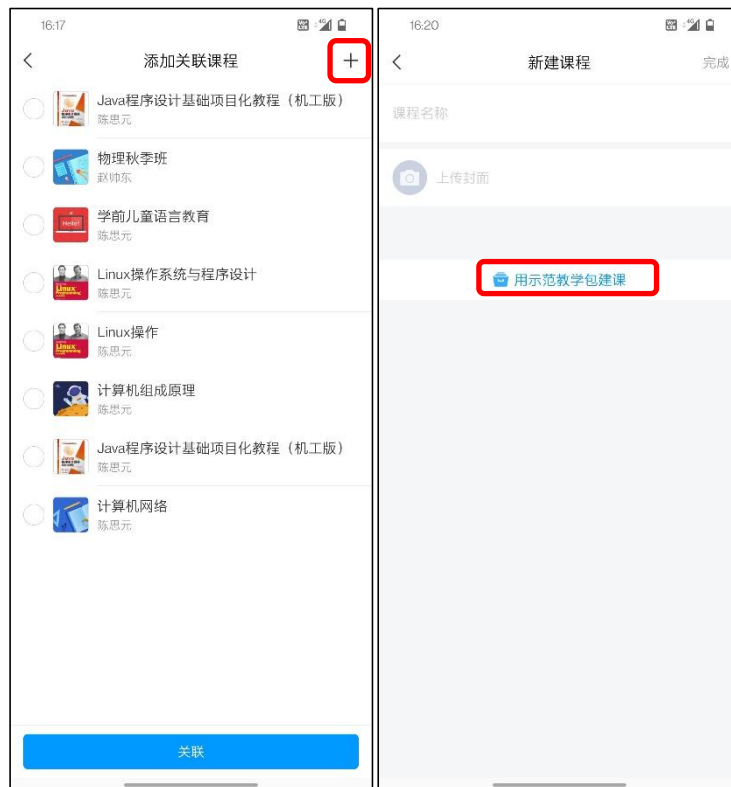 16:17
添加关联课程
Java程序设计基础项目化教程（机工版）
陈思元
物理秋季班
赵帅东
学前儿童语言教育
陈思元
Linux操作系统与程序设计
陈思元
Linux操作
陈思元
计算机组成原理
陈思元
Java程序设计基础项目化教程（机工版）
陈思元
计算机网络
陈思元
关联
16:20
新建课程
完成
课程名称
上传封面
用示范教学包建课